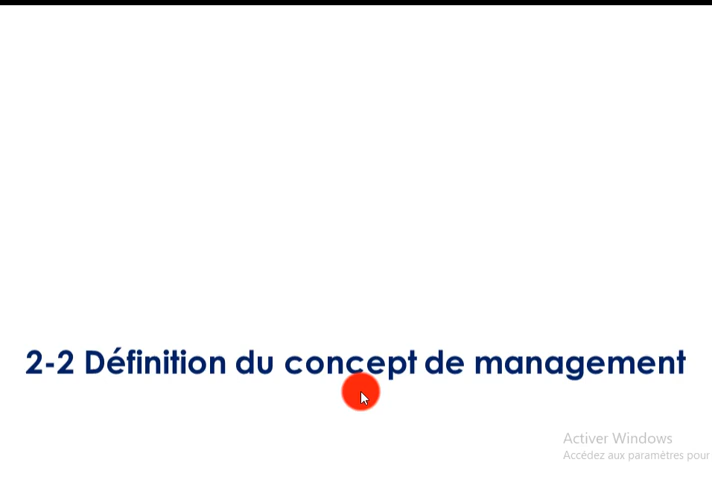 2-2 Définition du concept de management
Activer Windows
Accédez aux paramètres pour